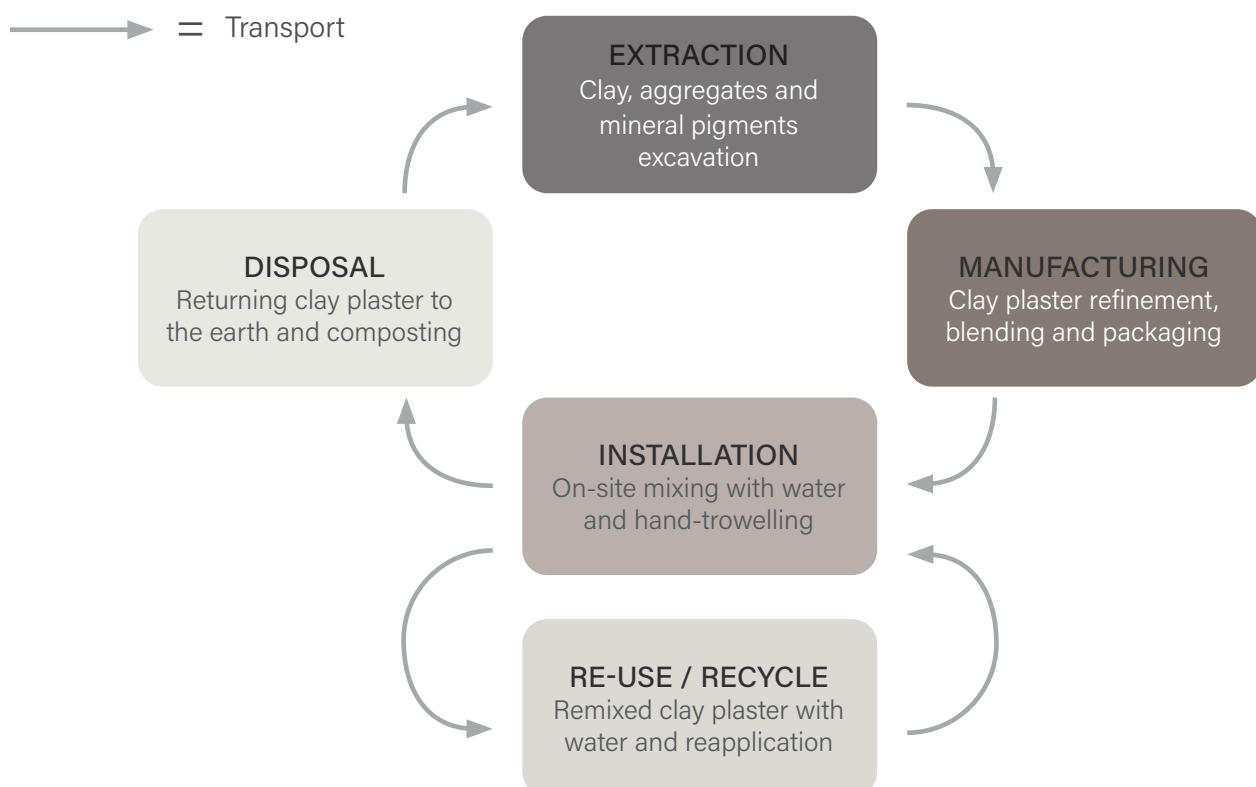 = Transport
EXTRACTION
Clay, aggregates and
mineral pigments
excavation
DISPOSAL
Returning clay plaster to
the earth and composting
MANUFACTURING
Clay plaster refinement,
blending and packaging
INSTALLATION
On-site mixing with water
and hand-trowelling
RE-USE / RECYCLE
Remixed clay plaster with
water and reapplication